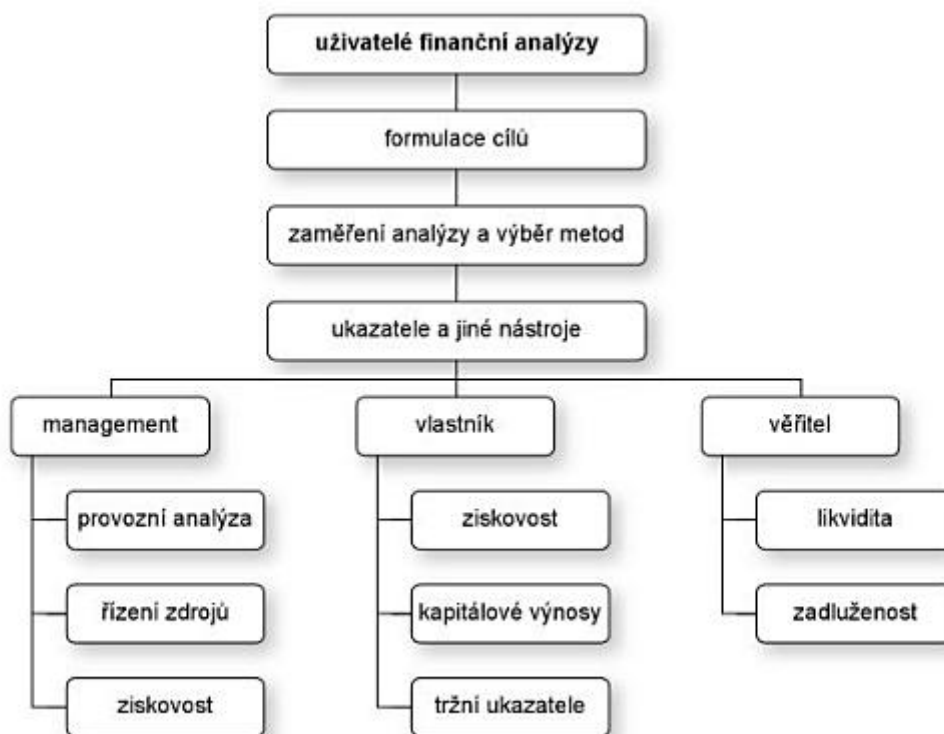 uživatelé finanční analýzy
formulace cílů
zaměření analýzy a výběr metod
ukazatele a jiné nástroje
management
vlastník
věřitel
provozní analýza
ziskovost
likvidita
řízení zdrojů
kapitálové výnosy
zadluženost
ziskovost
tržní ukazatele